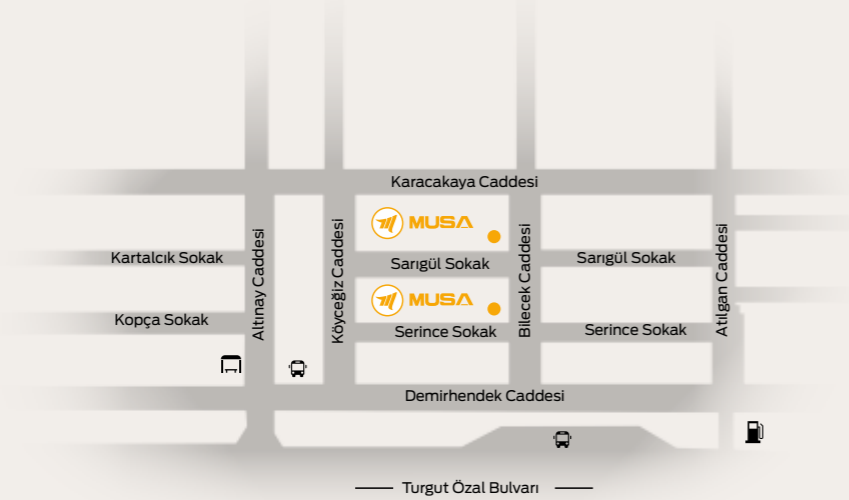 Karacakaya Caddesi
MUSA
Kartalcık Sokak
Altınay Caddesi
Köyceğiz Caddesi
Sarıgül Sokak
Bilecek Caddesi
Sarıgül Sokak
Atılgan Caddesi
MUSA
Kopça Sokak
Serince Sokak
Serince Sokak
Demirhendek Caddesi
Turgut Özal Bulvarı